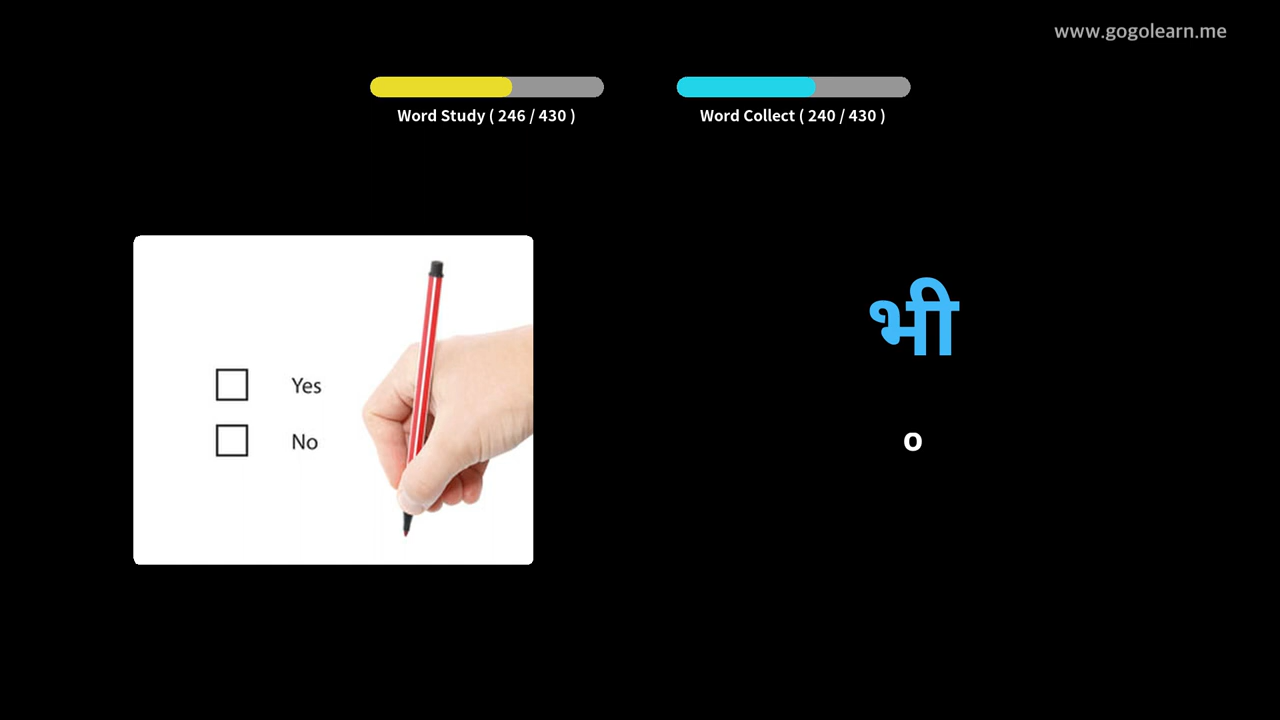 www.gogolearn.me
Word Study ( 246 / 430 )
Word Collect ( 240 / 430 )
Yes
No
भी
o